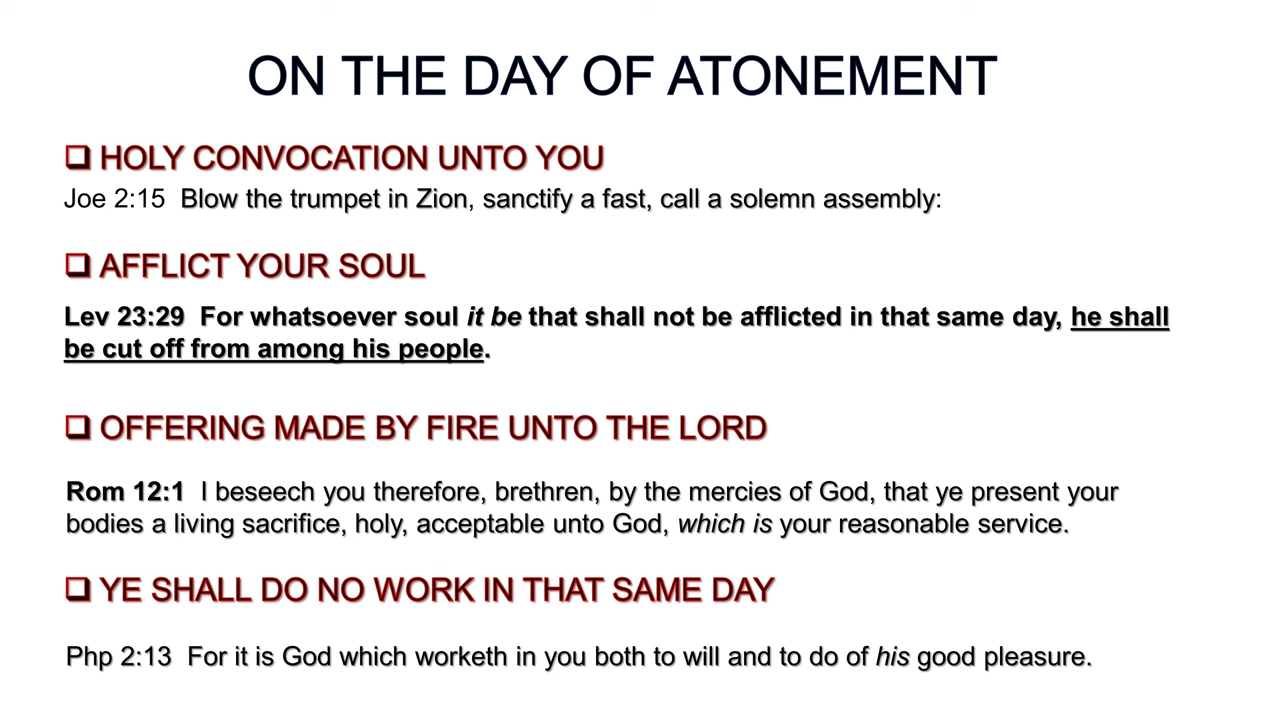 ON THE DAY OF ATONEMENT
❑ HOLY CONVOCATION UNTO YOU
Joe 2:15  Blow the trumpet in Zion, sanctify a fast, call a solemn assembly:
❑ AFFLICT YOUR SOUL
Lev 23:29  For whatsoever soul it be that shall not be afflicted in that same day, he shall
be cut off from among his people.
❑ OFFERING MADE BY FIRE UNTO THE LORD
Rom 12:1  I beseech you therefore, brethren, by the mercies of God, that ye present your
bodies a living sacrifice, holy, acceptable unto God, which is your reasonable service.
❑ YE SHALL DO NO WORK IN THAT SAME DAY
Php 2:13  For it is God which worketh in you both to will and to do of his good pleasure.